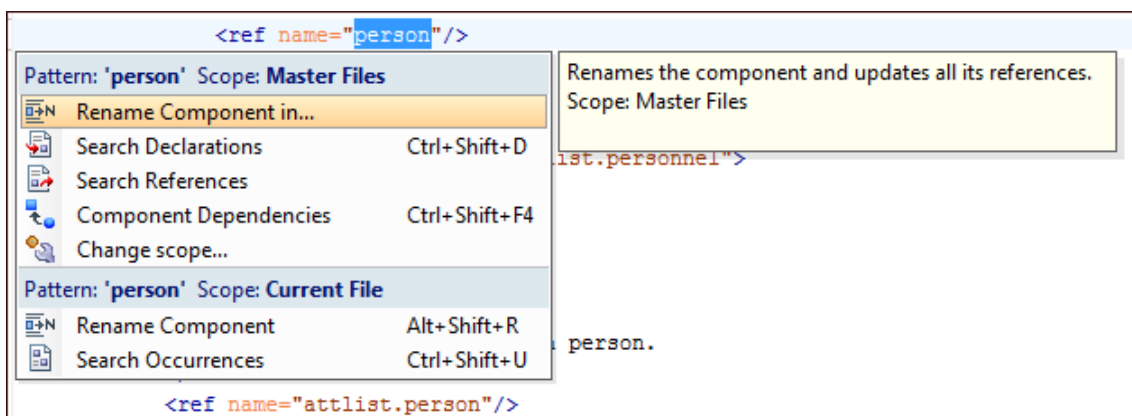 <ref name="person"/>
Pattern: 'person' Scope: Master Files
Rename Component in...
Search Declarations Ctrl+Shift+D
Search References
Component Dependencies Ctrl+Shift+F4
Change scope...
Pattern: 'person' Scope: Current File
Rename Component Alt+Shift+R
Search Occurrences Ctrl+Shift+U
Renames the component and updates all its references.
Scope: Master Files
list.personnel">
person.
<ref name="attlist.person"/>